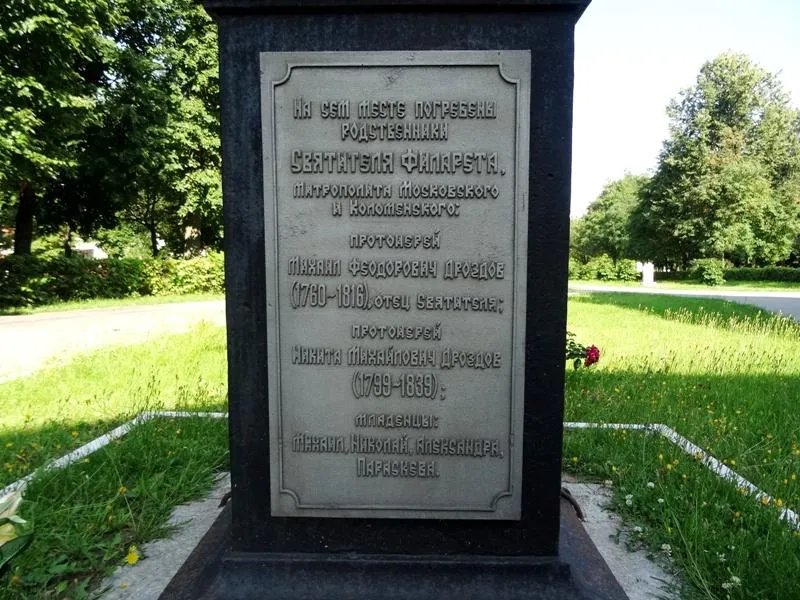 На сем месте погребены
родственники
Святителя Филарета,
митрополита Московского
и Коломенского:
протоиерей
Михаил Феодорович Дроздов
(1760-1816), отец Святителя;
протоиерей
Никита Михайлович Дроздов
(1799-1839);
младенцы:
Михаил, Николай, Александра,
Параскева.